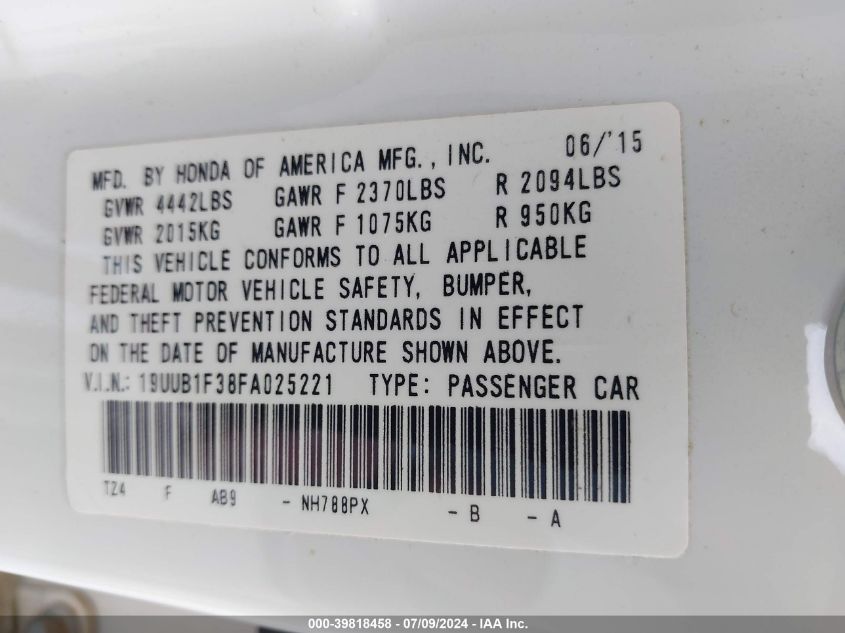 MFD. BY HONDA OF AMERICA MFG., INC. 06/'15
GVWR 4442LBS GAWR F 2370LBS R 2094LBS
GVWR 2015KG GAWR F 1075KG R 950KG
THIS VEHICLE CONFORMS TO ALL APPLICABLE
FEDERAL MOTOR VEHICLE SAFETY, BUMPER,
AND THEFT PREVENTION STANDARDS IN EFFECT
ON THE DATE OF MANUFACTURE SHOWN ABOVE.
V.I.N.: 19UUB1F38FA025221 TYPE: PASSENGER CAR
TZ4 F AB9 - NH788PX - B - A
000-39818458 - 07/09/2024 - IAA Inc.